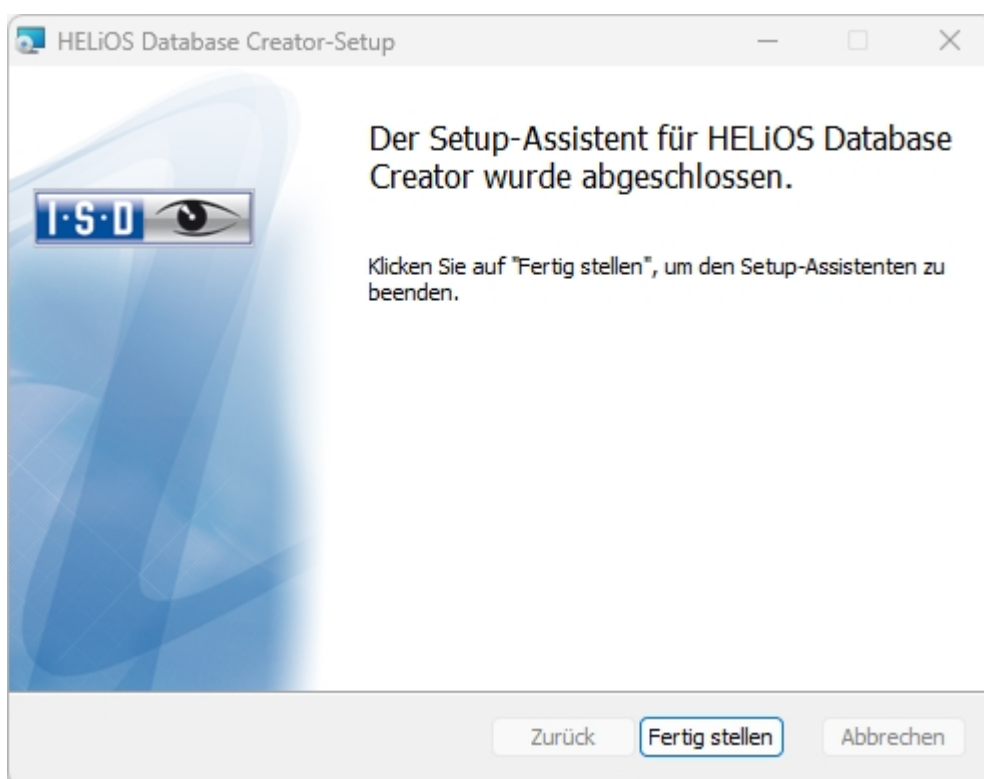 HELiOS Database Creator-Setup
Der Setup-Assistent für HELiOS Database
Creator wurde abgeschlossen.
I·S·D
Klicken Sie auf "Fertig stellen", um den Setup-Assistenten zu
beenden.
Zurück Fertig stellen Abbrechen